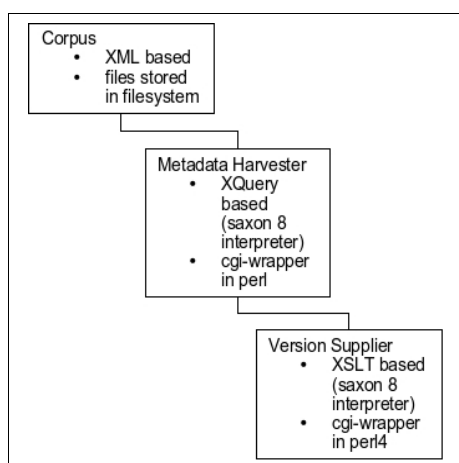 Corpus
• XML based
• files stored
in filesystem
Metadata Harvester
• XQuery
based
(saxon 8
interpreter)
• cgi-wrapper
in perl
Version Supplier
• XSLT based
(saxon 8
interpreter)
• cgi-wrapper
in perl4